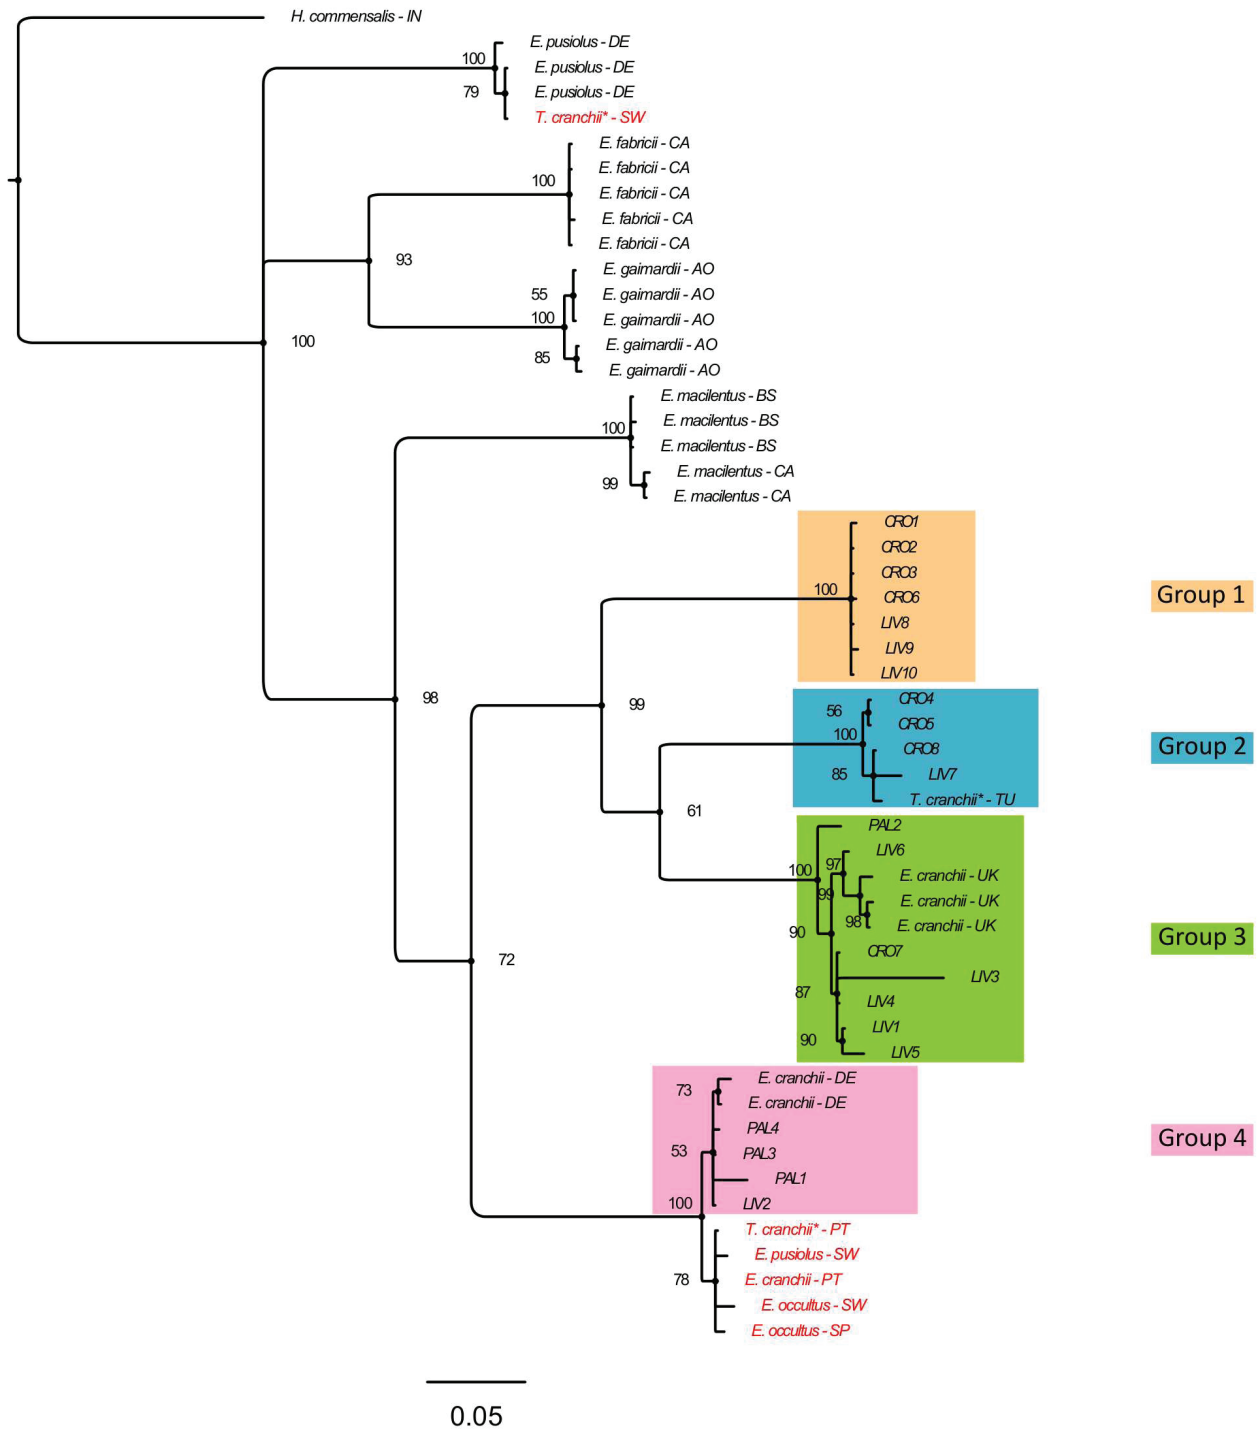 H. commensalis - IN
E. pusiolus - DE
100
E. pusiolus - DE
79
E. pusiolus - DE
T. cranchii* - SW
E. fabricii - CA
E. fabricii - CA
100
E. fabricii - CA
E. fabricii - CA
E. fabricii - CA
93
E. gaimardii - AO
55
E. gaimardii - AO
100
E. gaimardii - AO
E. gaimardii - AO
100
85
E. gaimardii - AO
E. macilentus - BS
E. macilentus - BS
100
E. macilentus - BS
E. macilentus - CA
99
E. macilentus - CA
CRO1
CRO2
CRO3
100
CRO6
Group 1
LIV8
LIV9
LIV10
98
99
CRO4
56
CRO5
100
CRO8
Group 2
85
LIV7
T. cranchii* - TU
61
PAL2
LIV6
97
100
E. cranchii - UK
99
E. cranchii - UK
98
E. cranchii - UK
90
Group 3
CRO7
72
LIV3
87
LIV4
LIV1
90
LIV5
E. cranchii - DE
73
E. cranchii - DE
PAL4
Group 4
53
PAL3
PAL1
100
LIV2
T. cranchii* - PT
E. pusiolus - SW
78
E. cranchii - PT
E. occultus - SW
E. occultus - SP
0.05